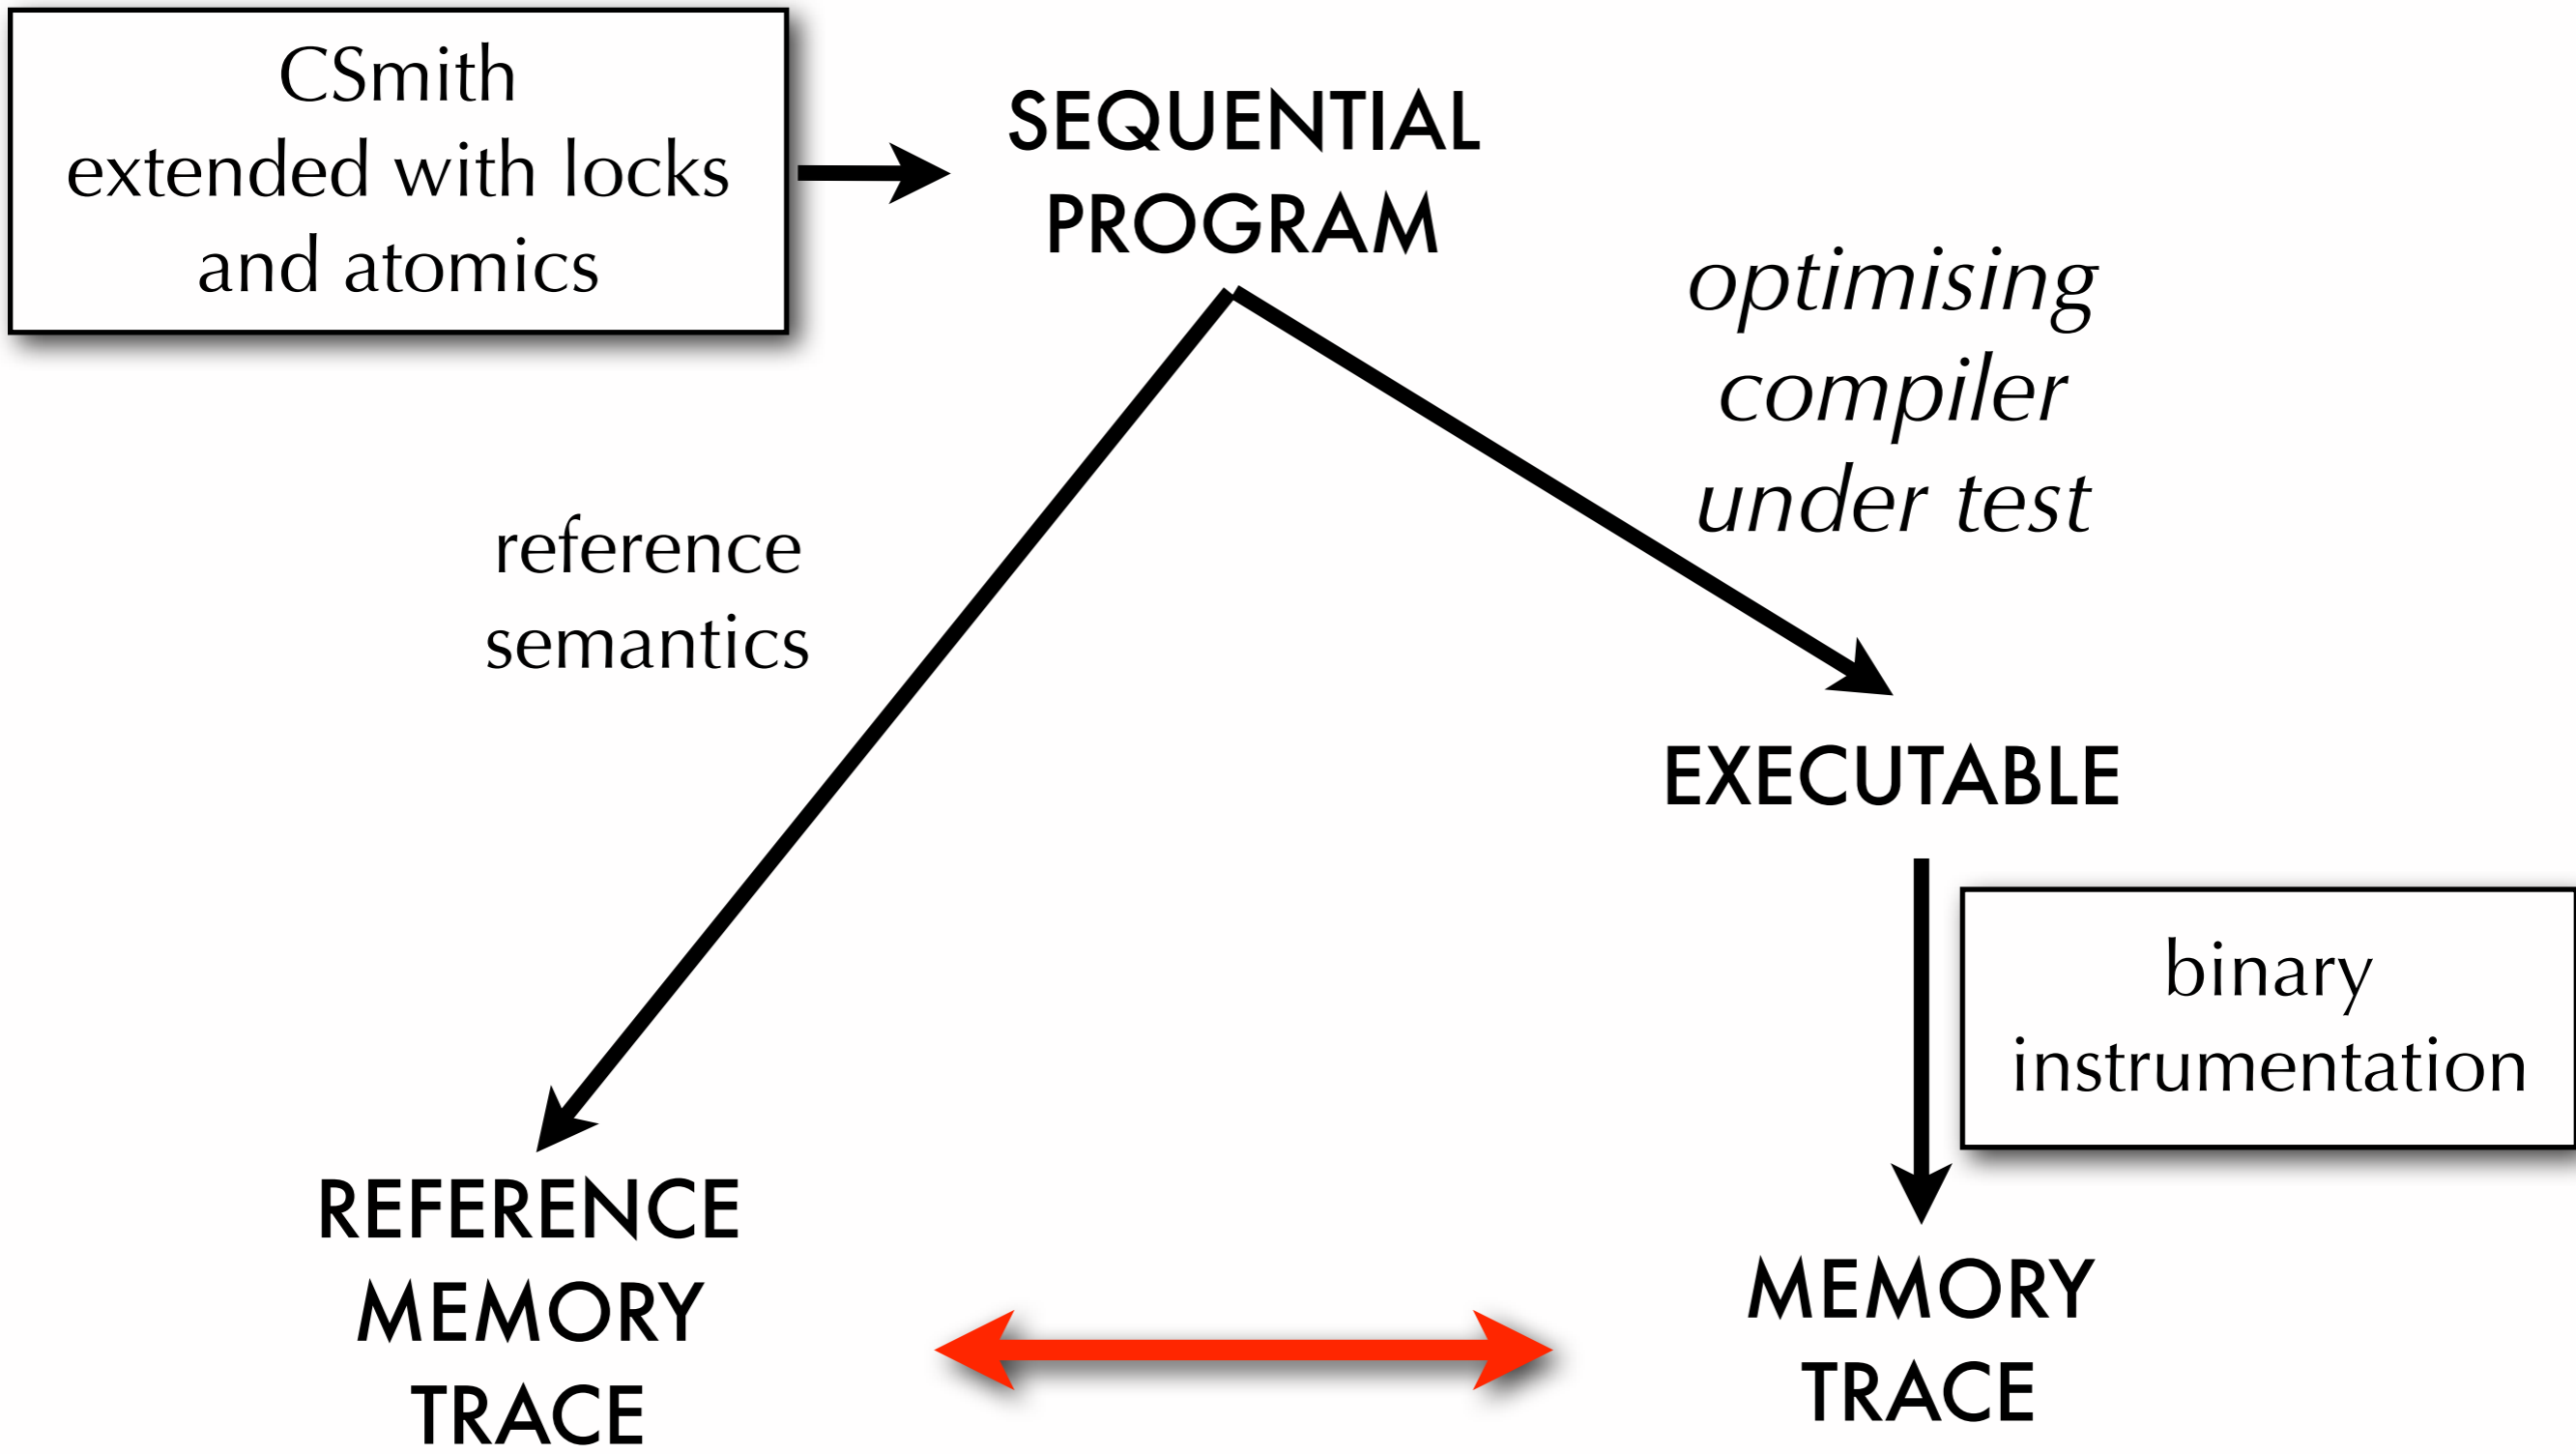 CSmith
extended with locks
and atomics
SEQUENTIAL
PROGRAM
optimising
compiler
under test
reference
semantics
EXECUTABLE
binary
instrumentation
REFERENCE
MEMORY
TRACE
MEMORY
TRACE